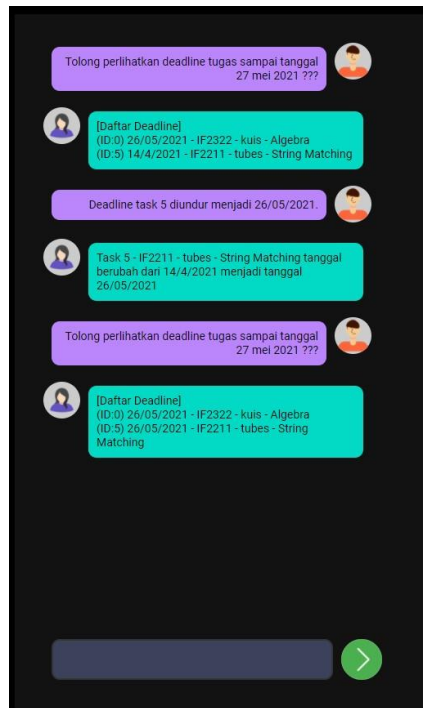 Tolong perlihatkan deadline tugas sampai tanggal
27 mei 2021 ???
[Daftar Deadline]
(ID:0) 26/05/2021 - IF2322 - kuis - Algebra
(ID:5) 14/4/2021 - IF2211 - tubes - String Matching
Deadline task 5 diundur menjadi 26/05/2021.
Task 5 - IF2211 - tubes - String Matching tanggal
berubah dari 14/4/2021 menjadi tanggal
26/05/2021
Tolong perlihatkan deadline tugas sampai tanggal
27 mei 2021 ???
[Daftar Deadline]
(ID:0) 26/05/2021 - IF2322 - kuis - Algebra
(ID:5) 26/05/2021 - IF2211 - tubes - String
Matching